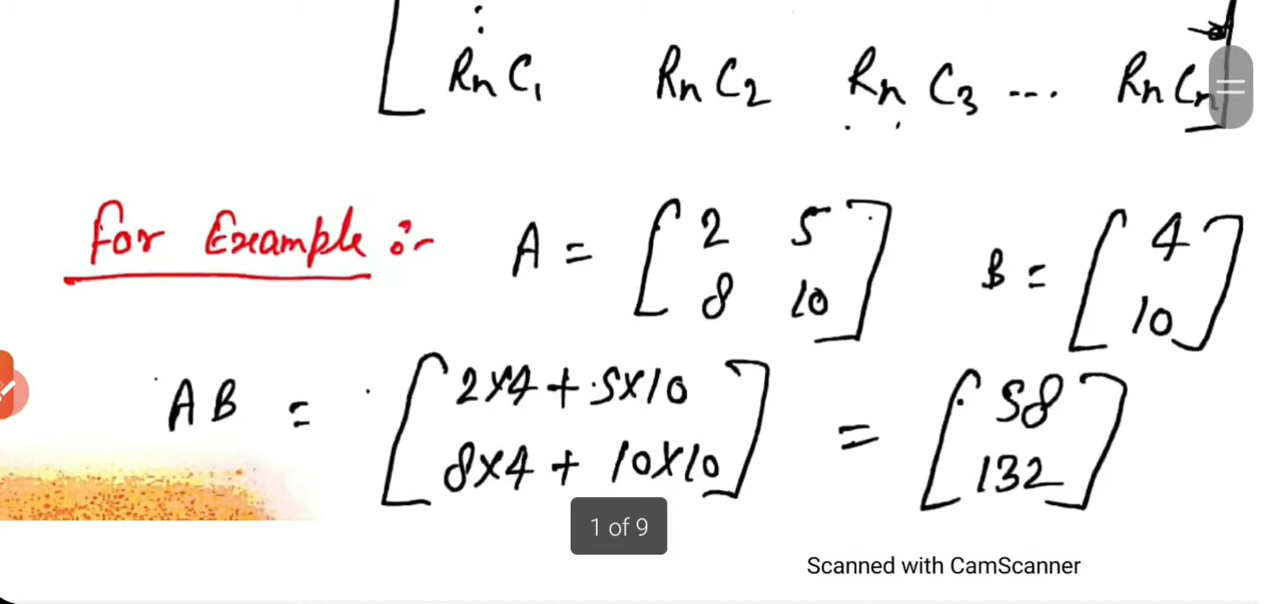 ⋮
RnC1 RnC2 RnC3 ... RnCn
For Example :- A = [ 2 5 B = [ 4
8 10 ] 10 ]
AB = [ 2×4 + 5×10 = [ 58
8×4 + 10×10 ] 132 ]
1 of 9
Scanned with CamScanner